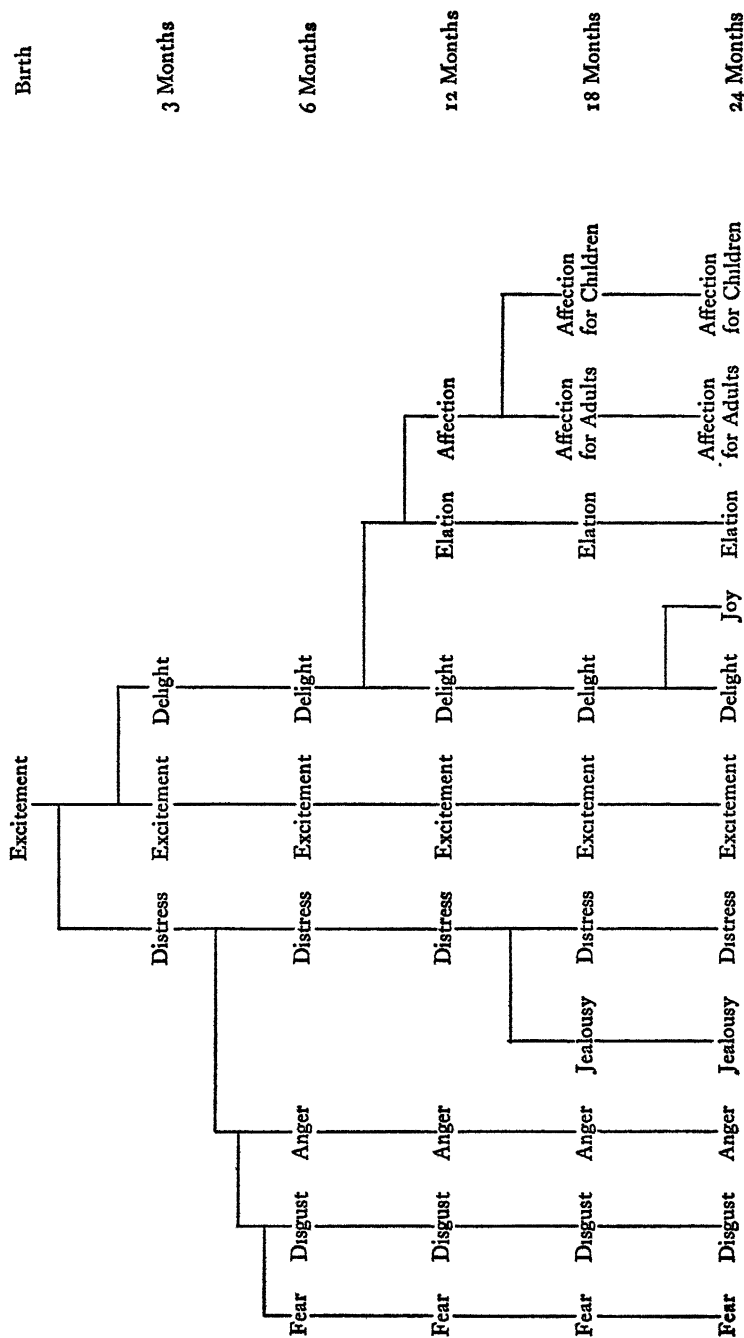 Excitement Birth
Distress Excitement Delight 3 Months
Fear Disgust Anger Distress Excitement Delight 6 Months
Fear Disgust Anger Distress Excitement Delight Elation Affection 12 Months
Fear Disgust Anger Jealousy Distress Excitement Delight Elation
Affection
for Adults
Affection
for Children
18 Months
Fear Disgust Anger Jealousy Distress Excitement Delight Joy Elation
Affection
for Adults
Affection
for Children
24 Months